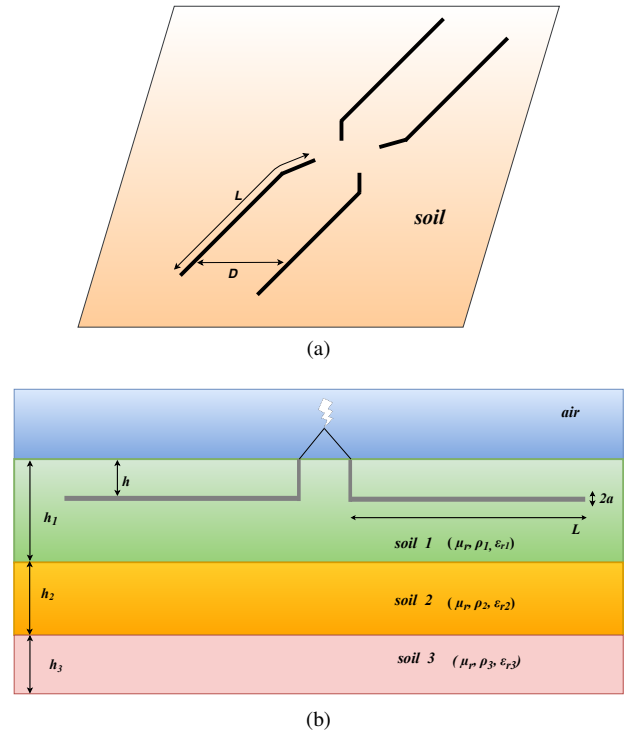 L
soil
D
(a)
air
h
h₁
2a
L
soil 1 ( μᵣ, ρ₁, εᵣ₁)
h₂
soil 2 ( μᵣ, ρ₂, εᵣ₂)
h₃
soil 3 ( μᵣ, ρ₃, εᵣ₃)
(b)